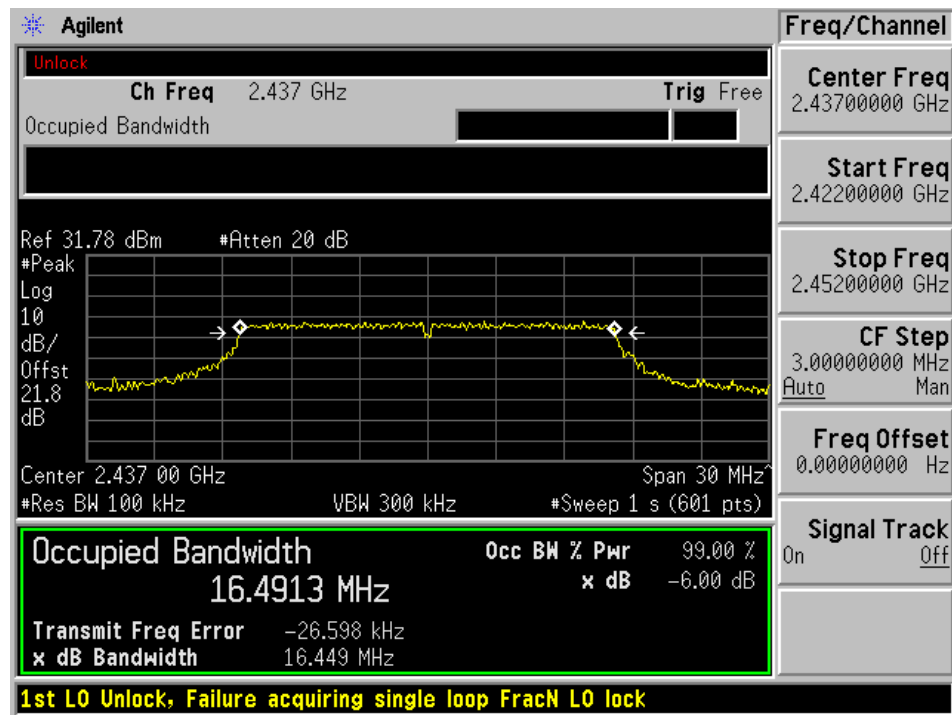 Agilent
Freq/Channel
Unlock
Ch Freq 2.437 GHz Trig Free
Occupied Bandwidth
Center Freq
2.43700000 GHz
Start Freq
2.42200000 GHz
Stop Freq
2.45200000 GHz
CF Step
3.00000000 MHz
Auto Man
Freq Offset
0.00000000 Hz
Signal Track
On Off
Ref 31.78 dBm #Atten 20 dB
#Peak
Log
10
dB/
Offst
21.8
dB
Center 2.437 00 GHz Span 30 MHz^
#Res BW 100 kHz VBW 300 kHz #Sweep 1 s (601 pts)
Occupied Bandwidth Occ BW % Pwr 99.00 %
16.4913 MHz x dB -6.00 dB
Transmit Freq Error -26.598 kHz
x dB Bandwidth 16.449 MHz
1st LO Unlock, Failure acquiring single loop FracN LO lock